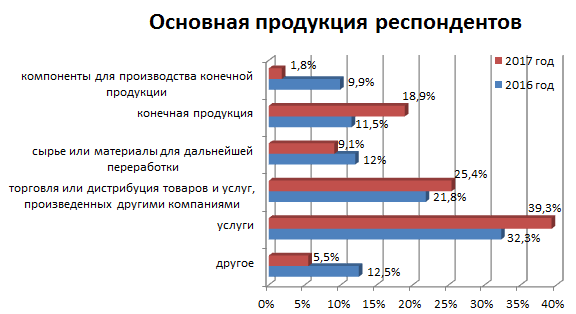 Основная продукция респондентов
2017 год
2016 год
компоненты для производства конечной
продукции
1,8%
9,9%
конечная продукция
18,9%
11,5%
сырье или материалы для дальнейшей
переработки
9,1%
12%
торговля или дистрибуция товаров и услуг,
произведенных другими компаниями
25,4%
21,8%
услуги
39,3%
32,3%
другое
5,5%
12,5%
0% 5% 10% 15% 20% 25% 30% 35% 40%